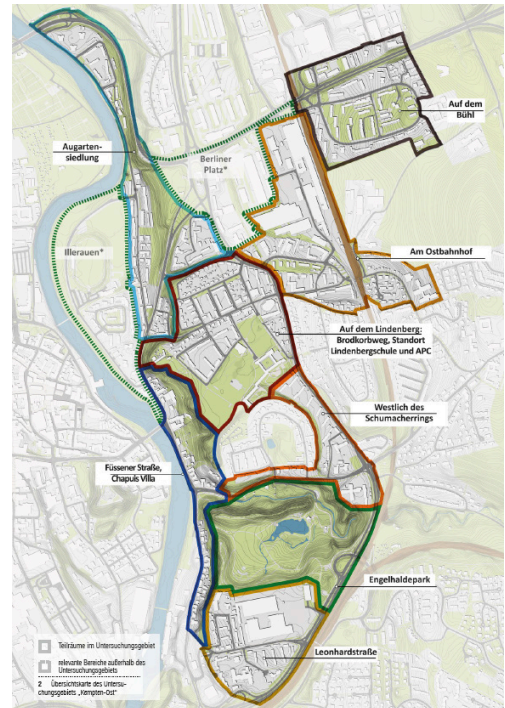 Auf dem
Bühl
Augarten-
siedlung
Berliner
Platz*
Illerauen*
Am Ostbahnhof
Auf dem Lindenberg:
Brodkorbweg, Standort
Lindenbergschule und APC
Westlich des
Schumacherrings
Füssener Straße,
Chapuis Villa
Engelhaldepark
Leonhardstraße
Teilräume im Untersuchungsgebiet
relevante Bereiche außerhalb des
Untersuchungsgebiets
2 Übersichtskarte des Untersu-
chungsgebiets „Kempten-Ost“